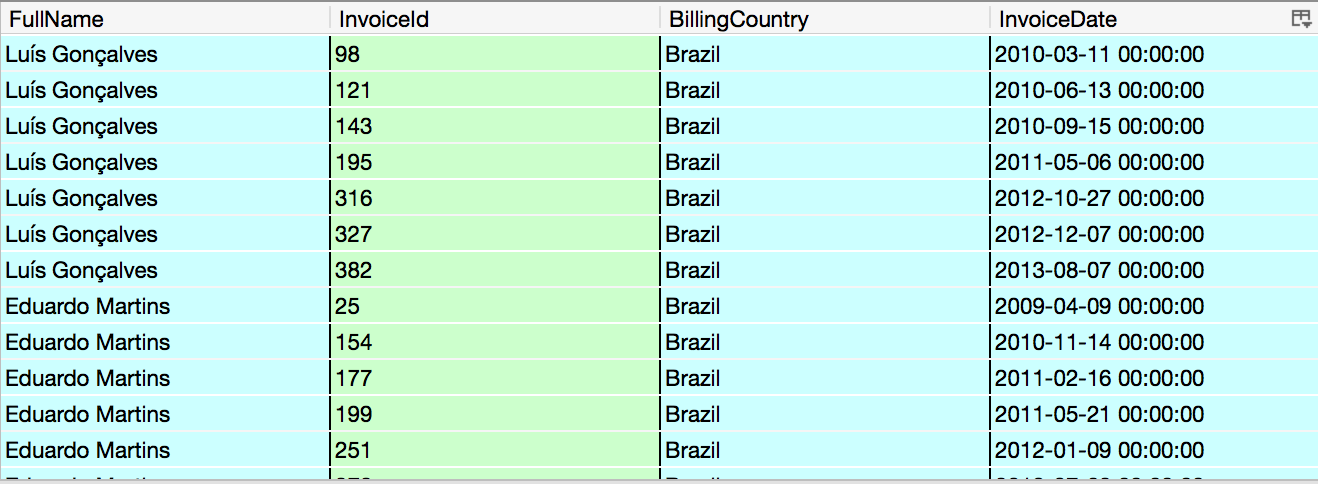 FullName InvoiceId BillingCountry InvoiceDate
Luís Gonçalves 98 Brazil 2010-03-11 00:00:00
Luís Gonçalves 121 Brazil 2010-06-13 00:00:00
Luís Gonçalves 143 Brazil 2010-09-15 00:00:00
Luís Gonçalves 195 Brazil 2011-05-06 00:00:00
Luís Gonçalves 316 Brazil 2012-10-27 00:00:00
Luís Gonçalves 327 Brazil 2012-12-07 00:00:00
Luís Gonçalves 382 Brazil 2013-08-07 00:00:00
Eduardo Martins 25 Brazil 2009-04-09 00:00:00
Eduardo Martins 154 Brazil 2010-11-14 00:00:00
Eduardo Martins 177 Brazil 2011-02-16 00:00:00
Eduardo Martins 199 Brazil 2011-05-21 00:00:00
Eduardo Martins 251 Brazil 2012-01-09 00:00:00